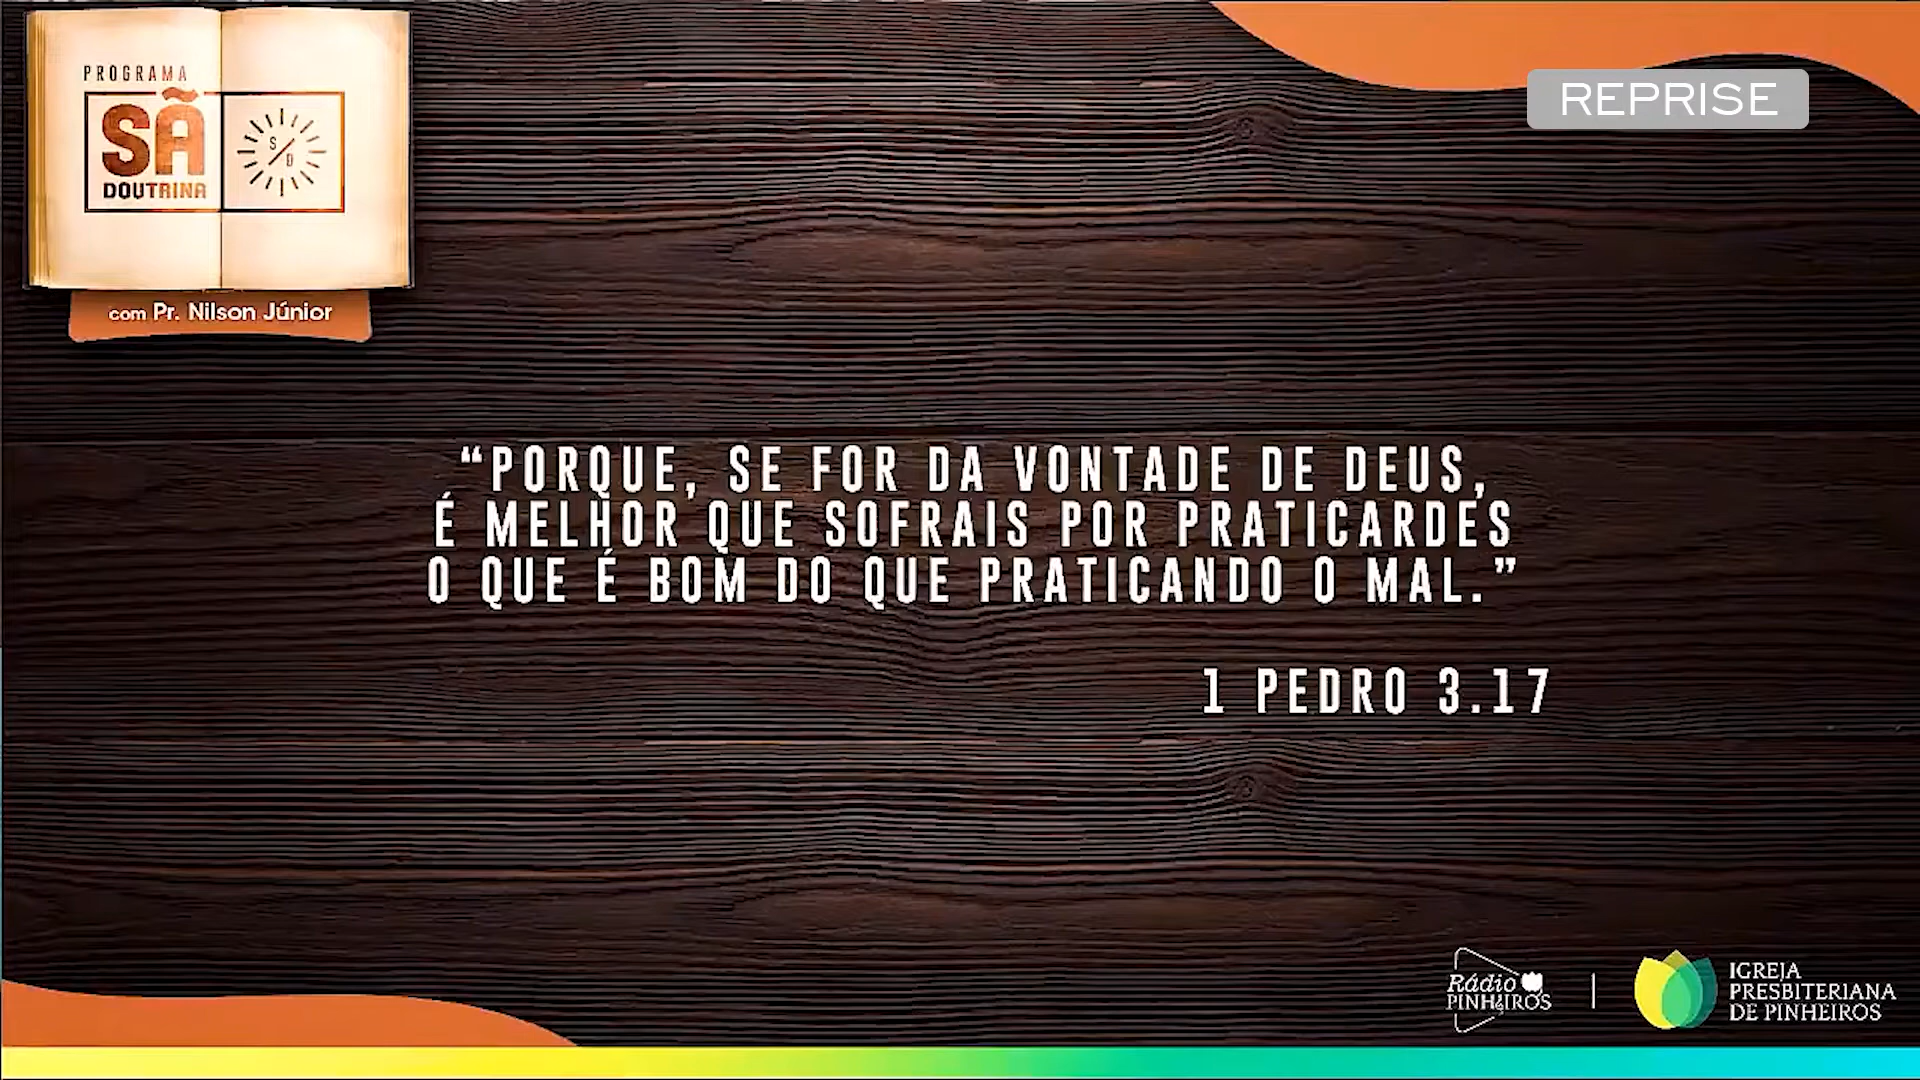 PROGRAMA
SÃ
DOUTRINA
S/D
com Pr. Nilson Júnior
REPRISE
“PORQUE, SE FOR DA VONTADE DE DEUS,
É MELHOR QUE SOFRAIS POR PRATICARDES
O QUE É BOM DO QUE PRATICANDO O MAL.”
1 PEDRO 3.17
Rádio
PINHEIROS
IGREJA
PRESBITERIANA
DE PINHEIROS